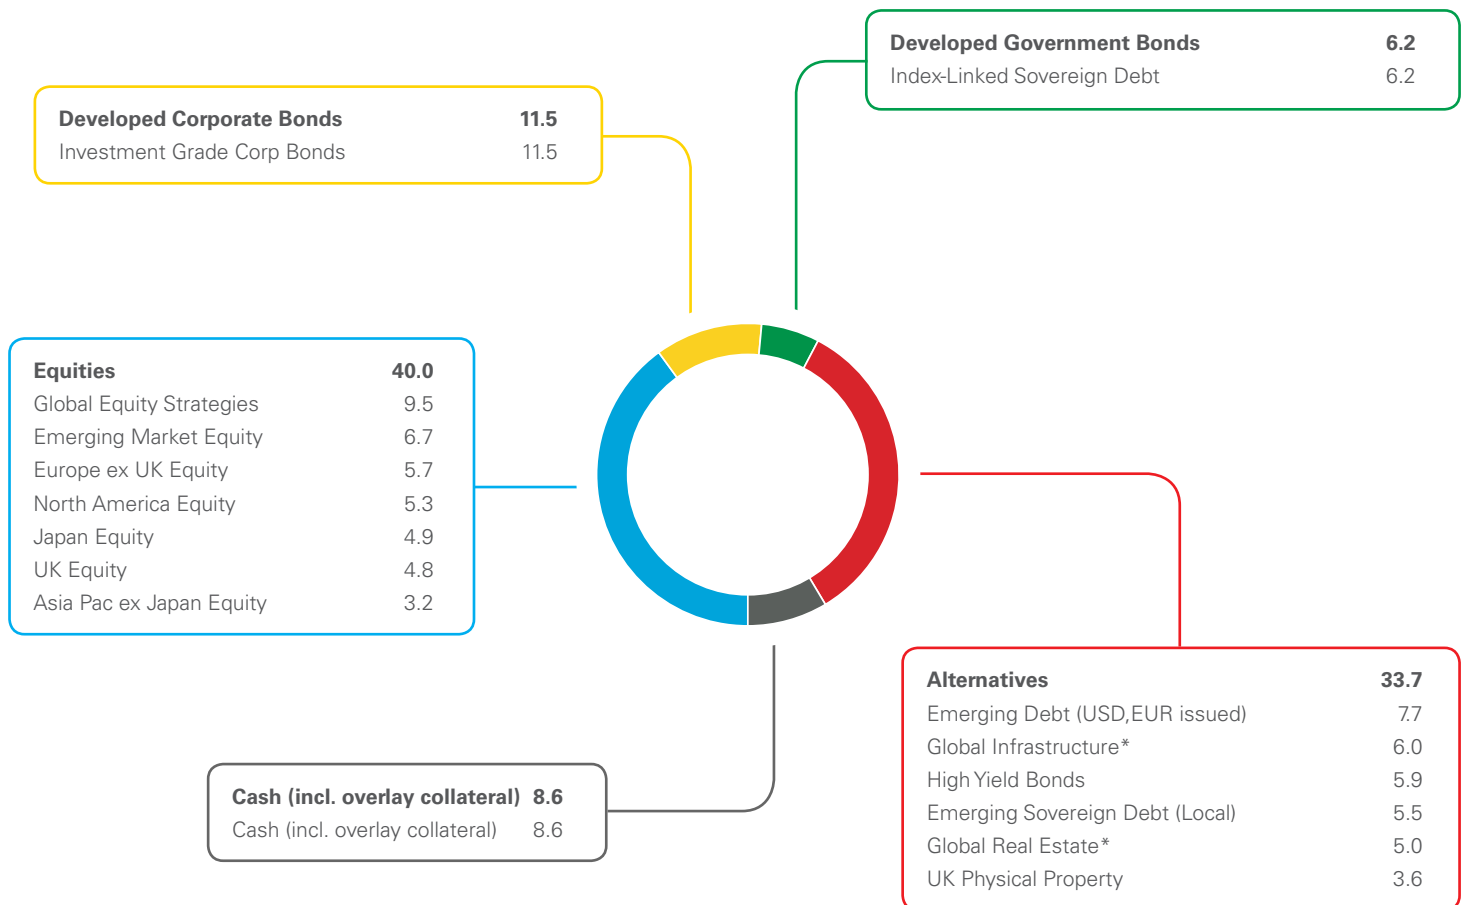 Developed Government Bonds 6.2
Index-Linked Sovereign Debt 6.2
Developed Corporate Bonds 11.5
Investment Grade Corp Bonds 11.5
Equities 40.0
Global Equity Strategies 9.5
Emerging Market Equity 6.7
Europe ex UK Equity 5.7
North America Equity 5.3
Japan Equity 4.9
UK Equity 4.8
Asia Pac ex Japan Equity 3.2
Alternatives 33.7
Emerging Debt (USD,EUR issued) 7.7
Global Infrastructure* 6.0
High Yield Bonds 5.9
Emerging Sovereign Debt (Local) 5.5
Global Real Estate* 5.0
UK Physical Property 3.6
Cash (incl. overlay collateral) 8.6
Cash (incl. overlay collateral) 8.6